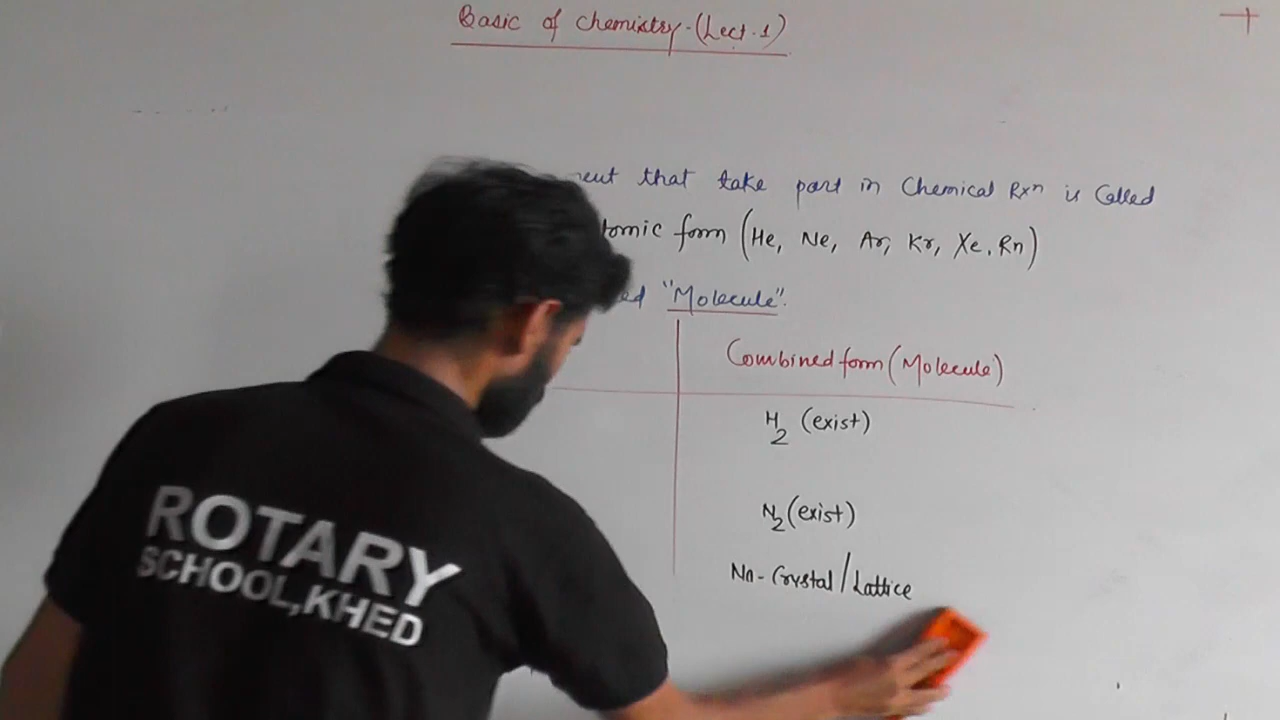 Basic of chemistry-(Lect.1)
that take part in Chemical Rxn is Called
tomic form (He, Ne, Ar, Kr, Xe, Rn)
ed "Molecule".
Combined form (Molecule)
H2 (exist)
N2 (exist)
Na-Crystal/Lattice
ROTARY
SCHOOL,KHED